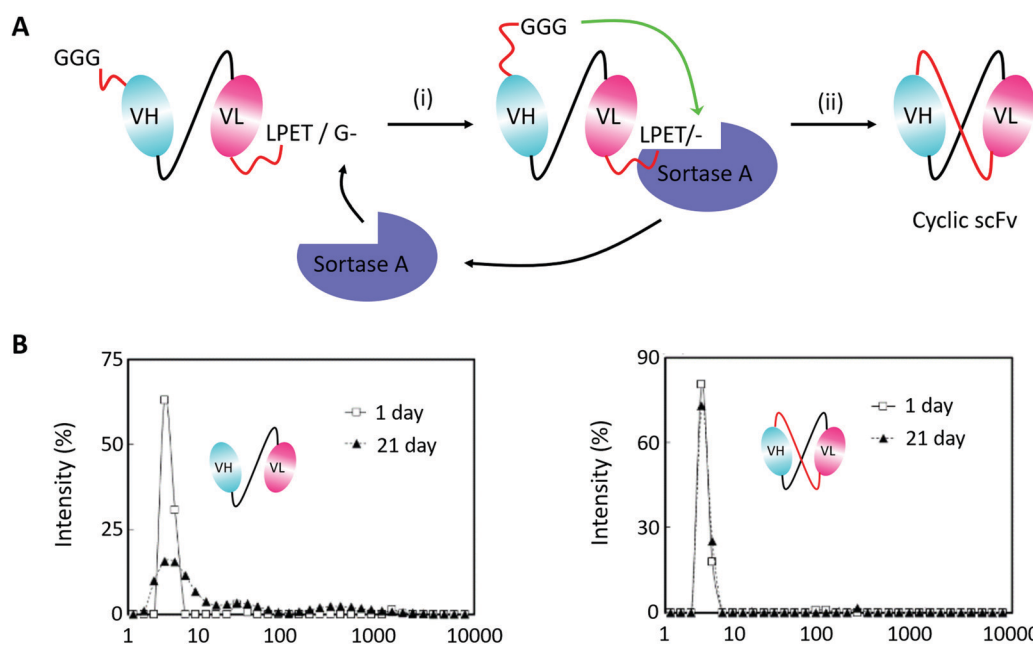 A
GGG
VH
VL
LPET / G-
(i)
Sortase A
GGG
VH
VL
LPET/-
Sortase A
(ii)
VH
VL
Cyclic scFv
B
Intensity (%)
75
50
25
0
1 10 100 1000 10000
1 day
21 day
VH
VL
Intensity (%)
90
60
30
0
1 10 100 1000 10000
1 day
21 day
VH
VL